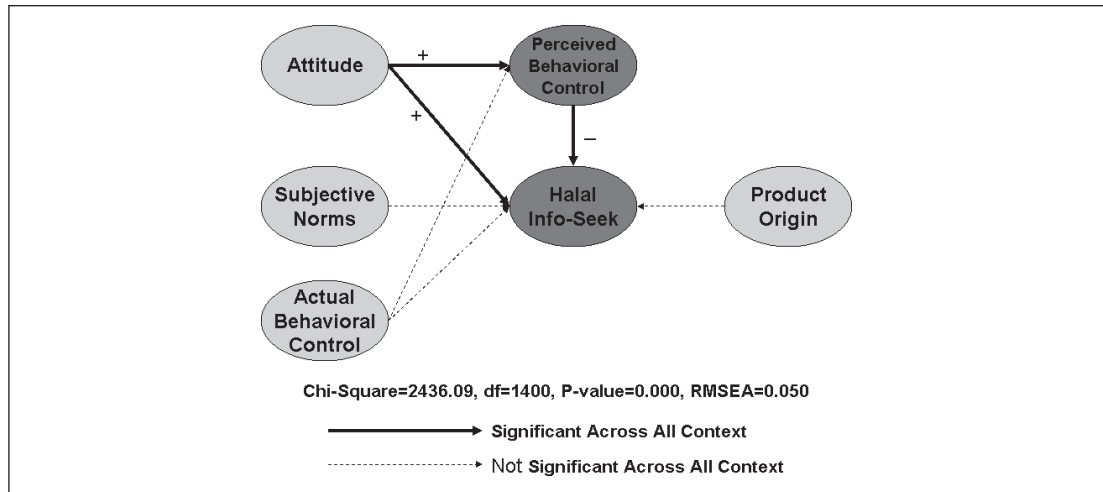 Attitude
+
Perceived
Behavioral
Control
+
−
Subjective
Norms
Halal
Info-Seek
Product
Origin
Actual
Behavioral
Control
Chi-Square=2436.09, df=1400, P-value=0.000, RMSEA=0.050
Significant Across All Context
Not Significant Across All Context